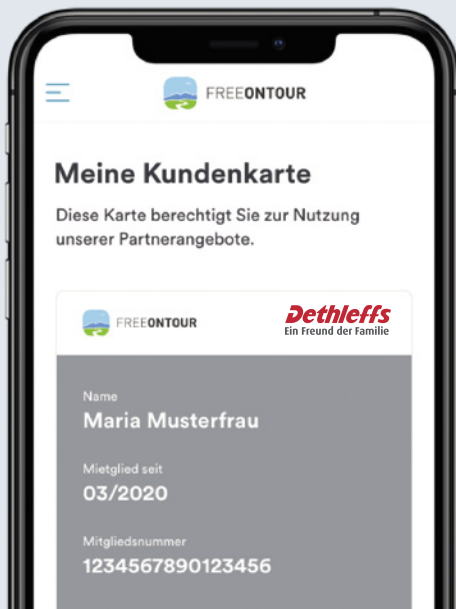 FREEONTOUR
Meine Kundenkarte
Diese Karte berechtigt Sie zur Nutzung
unserer Partnerangebote.
FREEONTOUR
Dethleffs
Ein Freund der Familie
Name
Maria Musterfrau
Mietglied seit
03/2020
Mitgliedsnummer
1234567890123456